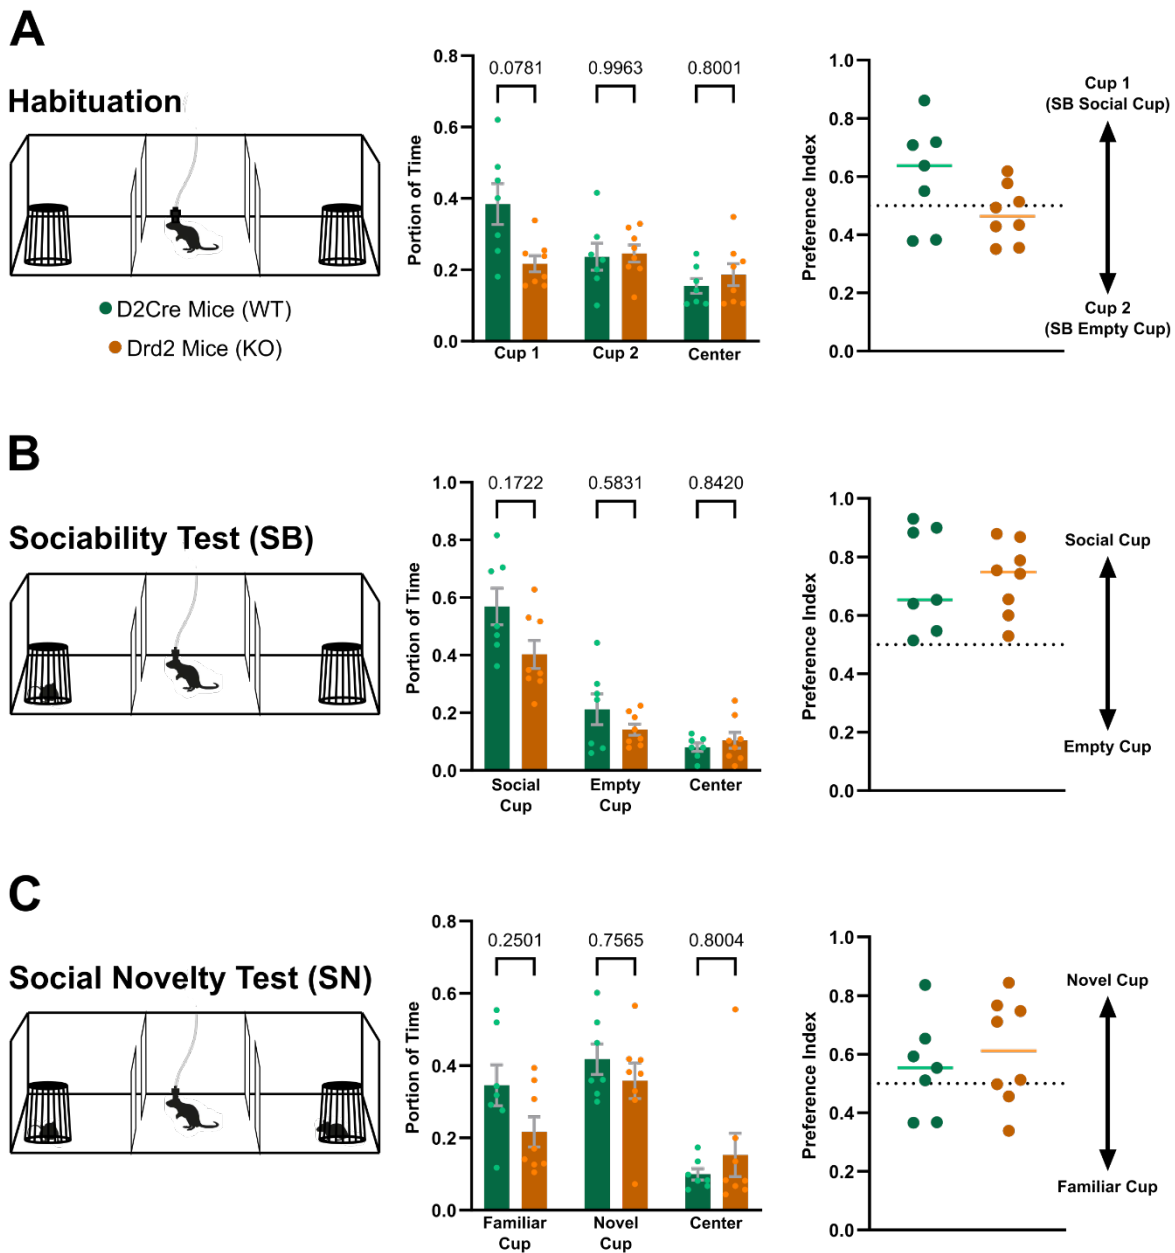 A
Habituation
D2Cre Mice (WT)
Drd2 Mice (KO)
Portion of Time
0.8
0.6
0.4
0.2
0.0
0.0781
0.9963
0.8001
Cup 1
Cup 2
Center
Preference Index
1.0
0.8
0.6
0.4
0.2
0.0
Cup 1
(SB Social Cup)
Cup 2
(SB Empty Cup)
B
Sociability Test (SB)
Portion of Time
1.0
0.8
0.6
0.4
0.2
0.0
0.1722
0.5831
0.8420
Social
Cup
Empty
Cup
Center
Preference Index
1.0
0.8
0.6
0.4
0.2
0.0
Social Cup
Empty Cup
C
Social Novelty Test (SN)
Portion of Time
0.8
0.6
0.4
0.2
0.0
0.2501
0.7565
0.8004
Familiar
Cup
Novel
Cup
Center
Preference Index
1.0
0.8
0.6
0.4
0.2
0.0
Novel Cup
Familiar Cup